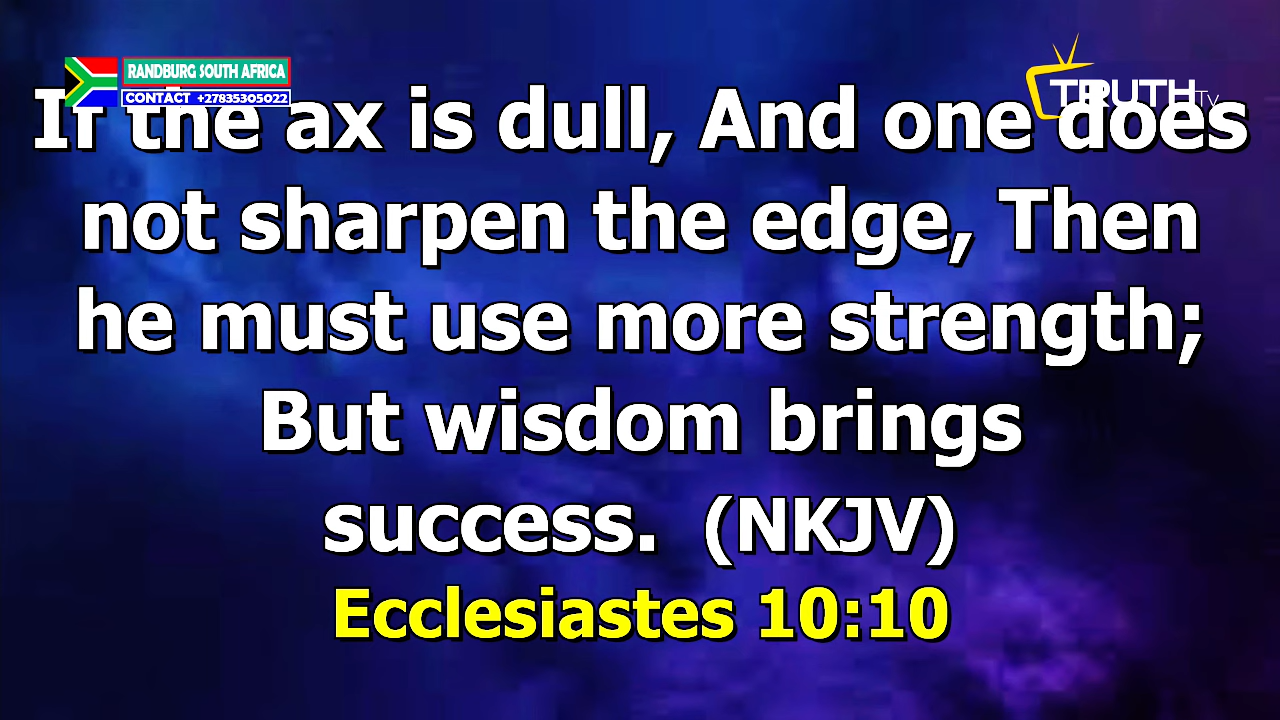 RANDBURG SOUTH AFRICA
CONTACT +27835305022
TRUTH TV
If the ax is dull, And one does
not sharpen the edge, Then
he must use more strength;
But wisdom brings
success. (NKJV)
Ecclesiastes 10:10